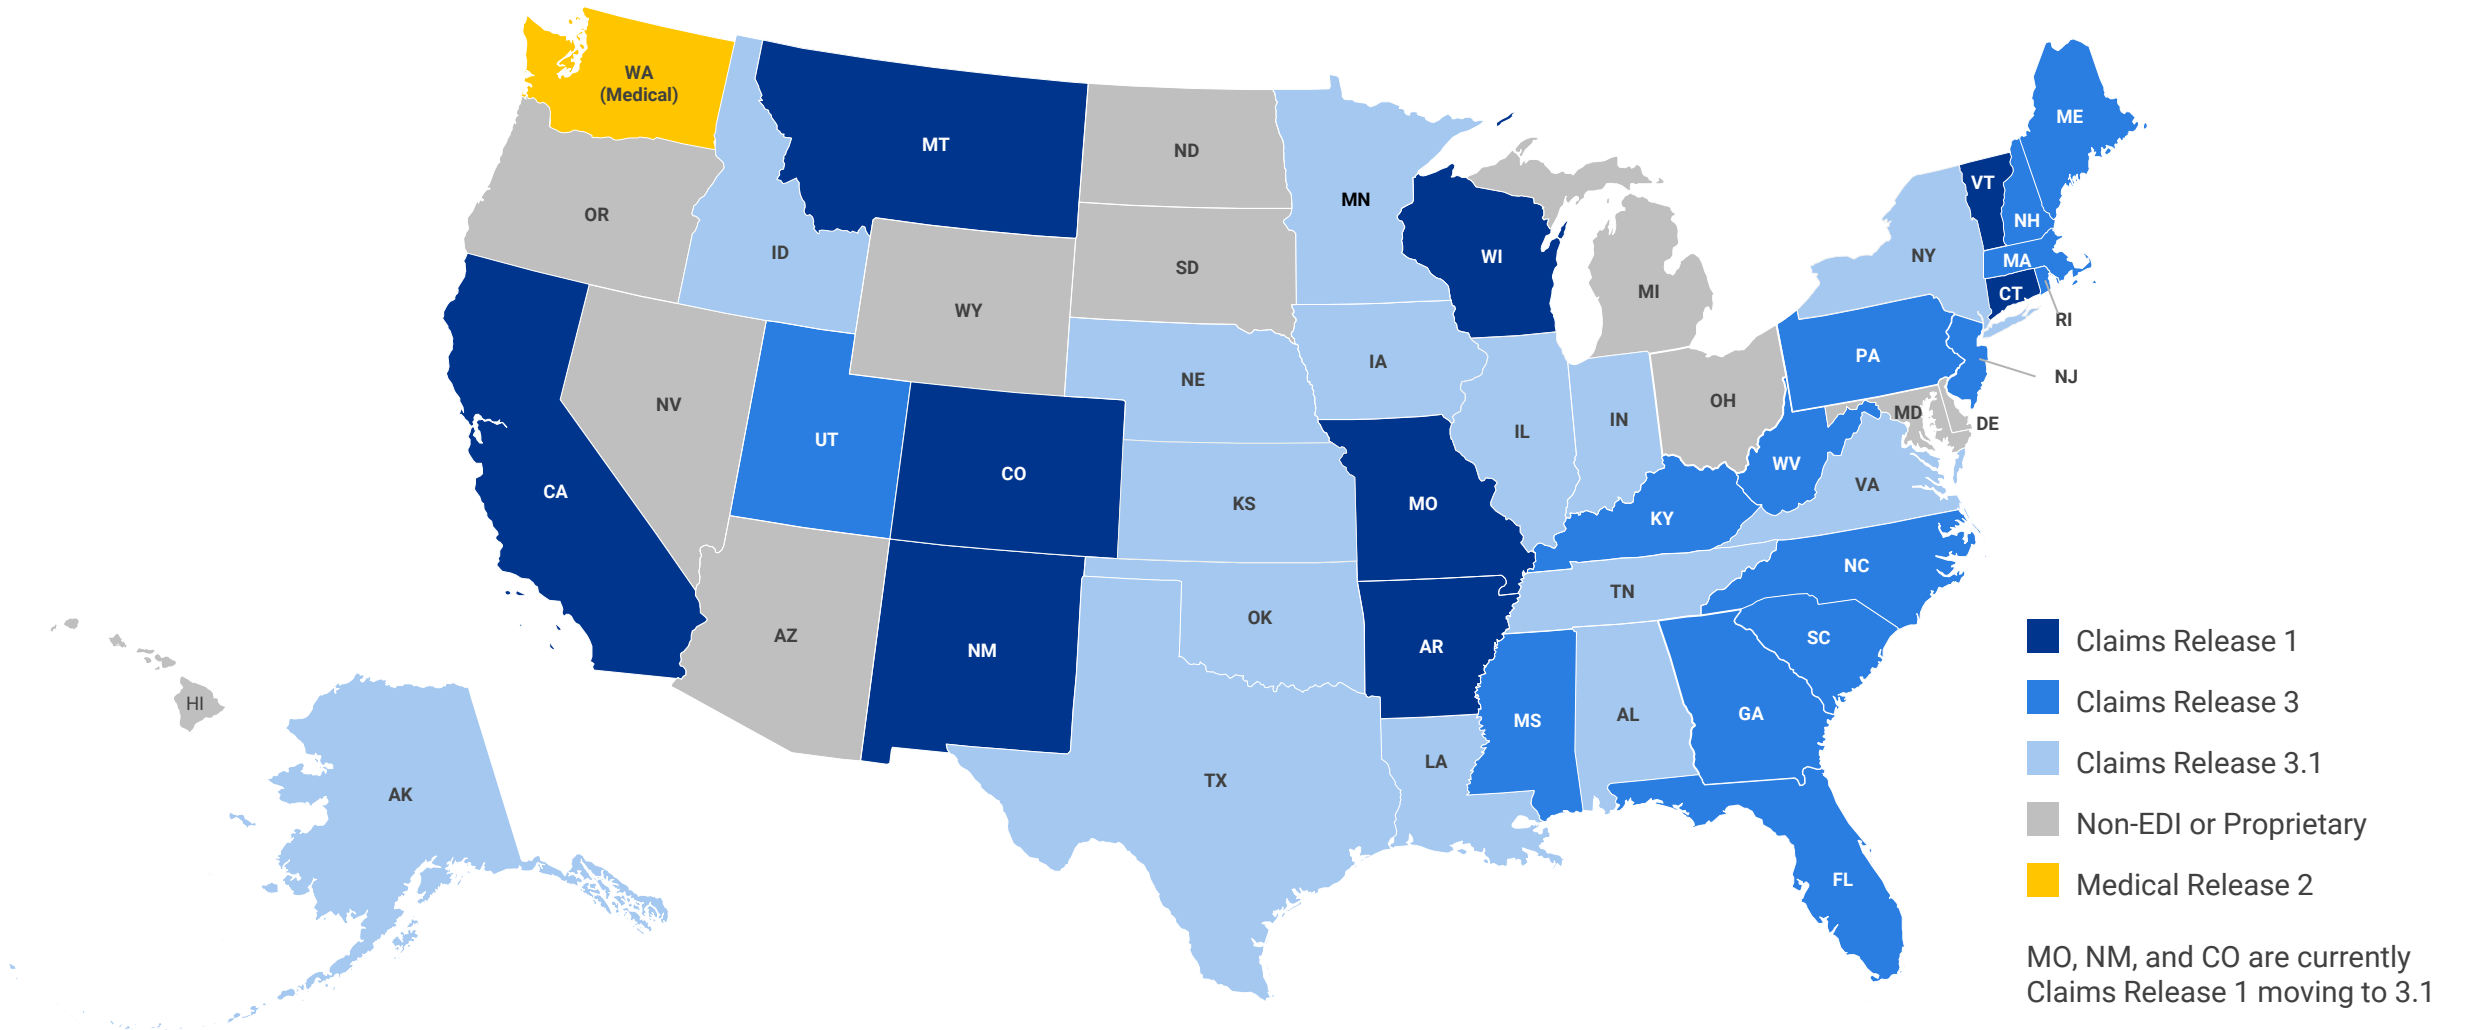 WA
(Medical)
MT
ND
MN
ME
VT
NH
OR
ID
SD
WI
MI
NY
MA
CT
RI
WY
IA
PA
NJ
NE
NV
OH
MD
DE
UT
IL
IN
CO
WV
VA
CA
KS
MO
KY
NC
TN
OK
AZ
NM
AR
SC
HI
MS
AL
GA
LA
TX
AK
FL
Claims Release 1
Claims Release 3
Claims Release 3.1
Non-EDI or Proprietary
Medical Release 2
MO, NM, and CO are currently
Claims Release 1 moving to 3.1